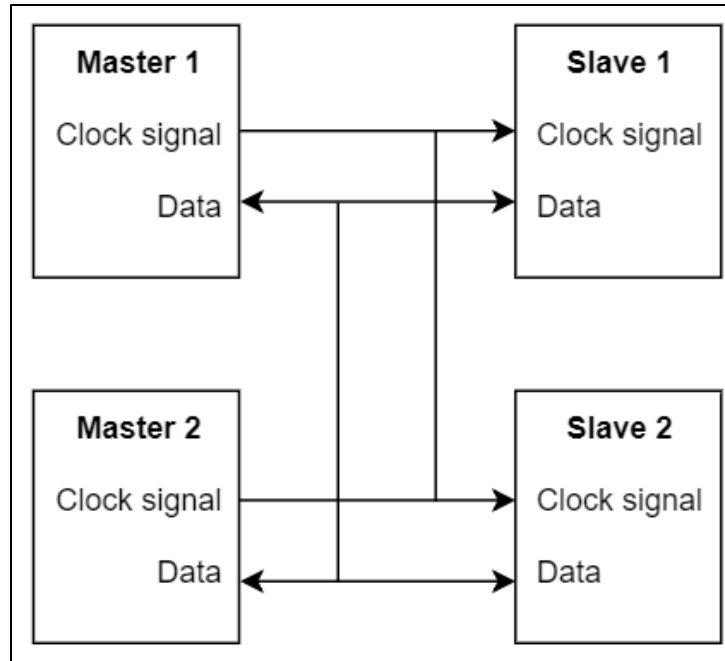 Master 1
Clock signal
Data
Slave 1
Clock signal
Data
Master 2
Clock signal
Data
Slave 2
Clock signal
Data